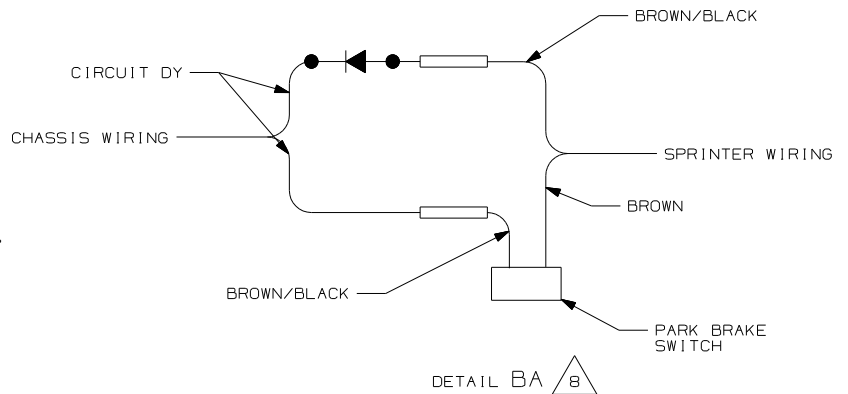 BROWN/BLACK
CIRCUIT DY
CHASSIS WIRING
SPRINTER WIRING
BROWN
BROWN/BLACK
PARK BRAKE
SWITCH
DETAIL BA 8